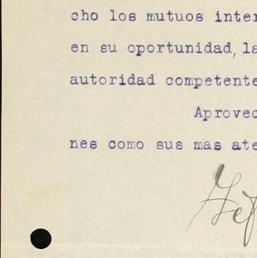 cho los mutuos inter
en su oportunidad, la
autoridad competente
Aprovec
nes como sus mas ate